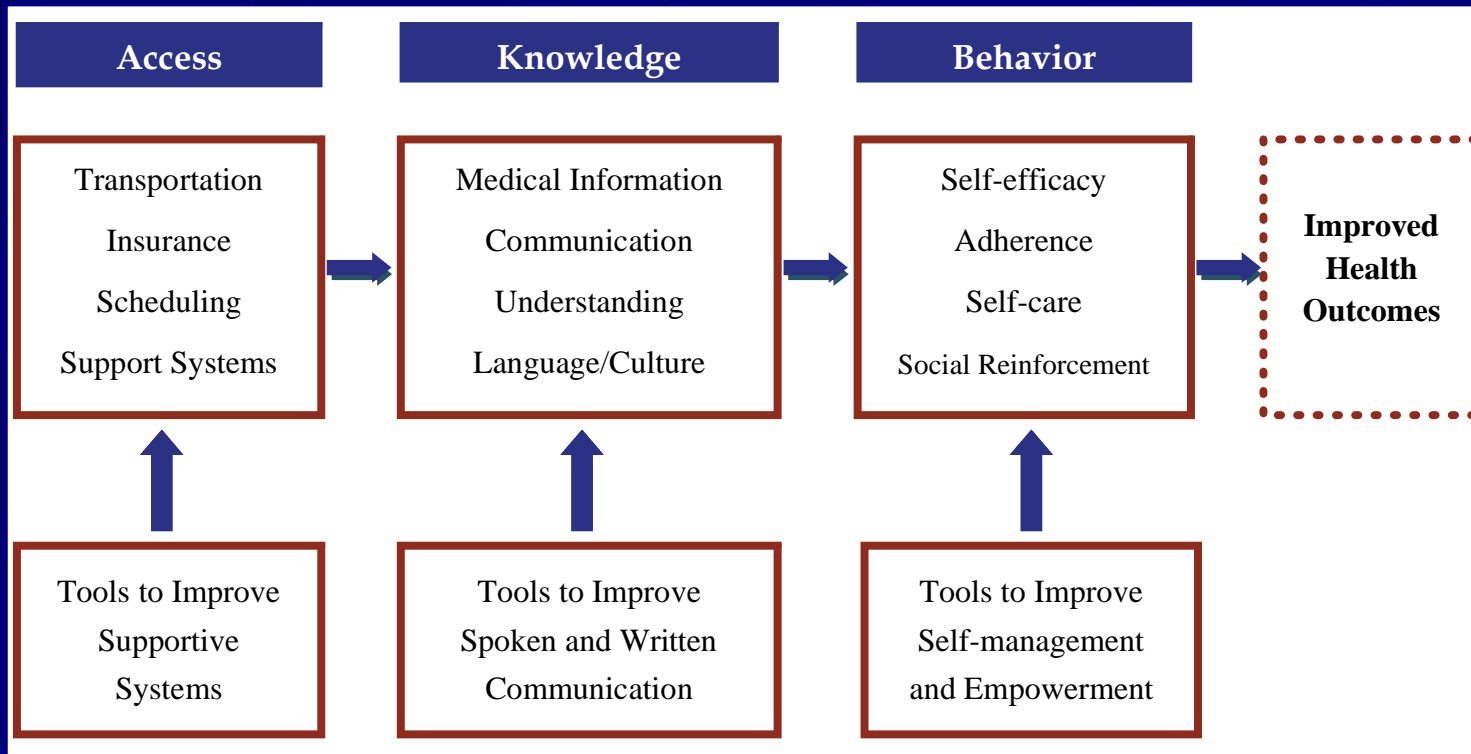 Access
Knowledge
Behavior
Transportation
Insurance
Scheduling
Support Systems
Medical Information
Communication
Understanding
Language/Culture
Self-efficacy
Adherence
Self-care
Social Reinforcement
Improved
Health
Outcomes
Tools to Improve
Supportive
Systems
Tools to Improve
Spoken and Written
Communication
Tools to Improve
Self-management
and Empowerment